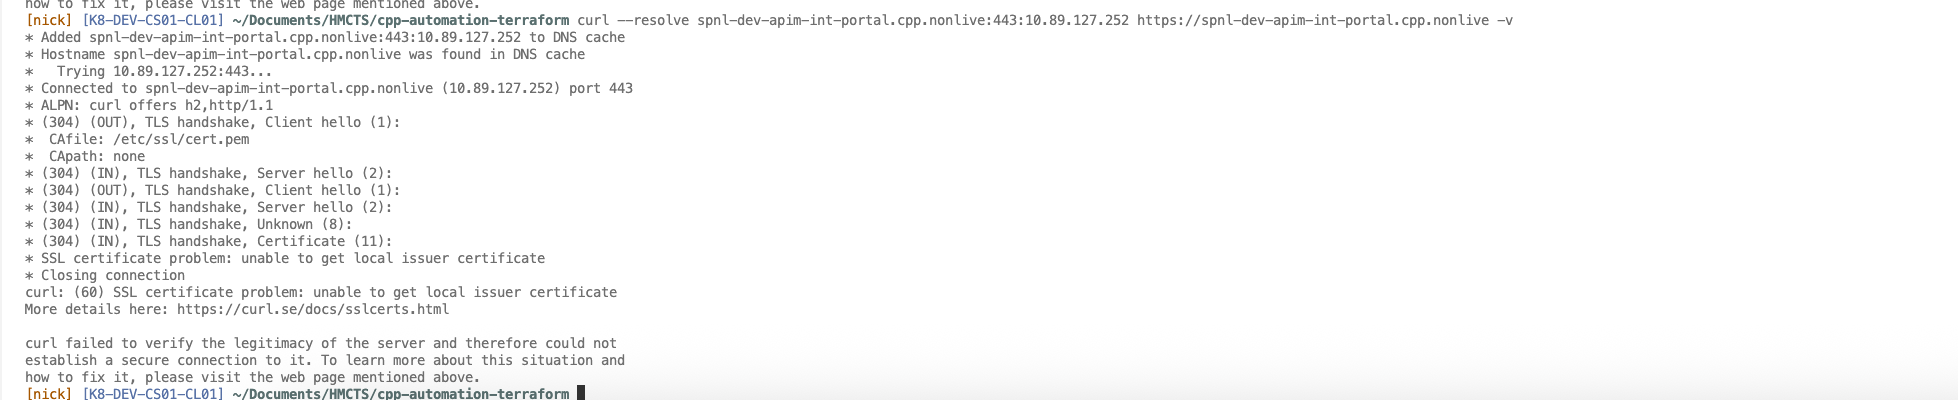 how to fix it, please visit the web page mentioned above.
[nick] [K8-DEV-CS01-CL01] ~/Documents/HMCTS/cpp-automation-terraform curl --resolve spnl-dev-apim-int-portal.cpp.nonlive:443:10.89.127.252 https://spnl-dev-apim-int-portal.cpp.nonlive -v
* Added spnl-dev-apim-int-portal.cpp.nonlive:443:10.89.127.252 to DNS cache
* Hostname spnl-dev-apim-int-portal.cpp.nonlive was found in DNS cache
*   Trying 10.89.127.252:443...
* Connected to spnl-dev-apim-int-portal.cpp.nonlive (10.89.127.252) port 443
* ALPN: curl offers h2,http/1.1
* (304) (OUT), TLS handshake, Client hello (1):
*  CAfile: /etc/ssl/cert.pem
*  CApath: none
* (304) (IN), TLS handshake, Server hello (2):
* (304) (OUT), TLS handshake, Client hello (1):
* (304) (IN), TLS handshake, Server hello (2):
* (304) (IN), TLS handshake, Unknown (8):
* (304) (IN), TLS handshake, Certificate (11):
* SSL certificate problem: unable to get local issuer certificate
* Closing connection
curl: (60) SSL certificate problem: unable to get local issuer certificate
More details here: https://curl.se/docs/sslcerts.html

curl failed to verify the legitimacy of the server and therefore could not
establish a secure connection to it. To learn more about this situation and
how to fix it, please visit the web page mentioned above.
[nick] [K8-DEV-CS01-CL01] ~/Documents/HMCTS/cpp-automation-terraform